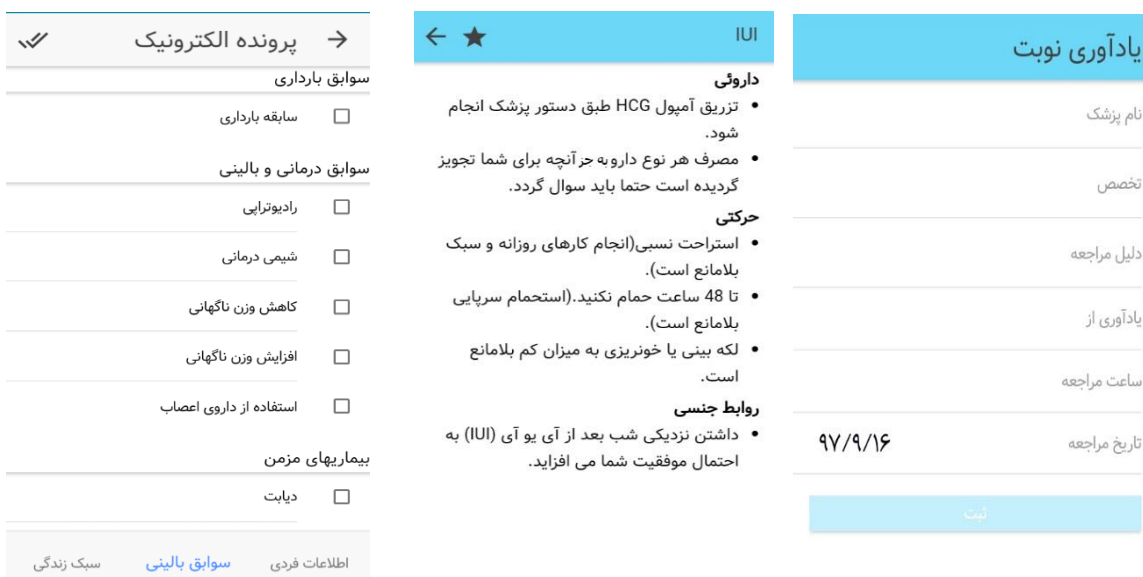 پرونده الکترونیک
سوابق بارداری
سابقه بارداری
سوابق درمانی و بالینی
رادیوتراپی
شیمی درمانی
کاهش وزن ناگهانی
افزایش وزن ناگهانی
استفاده از داروی اعصاب
بیماریهای مزمن
دیابت
اطلاعات فردی
سوابق بالینی
سبک زندگی
IUI
داروئی
• تزریق آمپول HCG طبق دستور پزشک انجام
شود.
• مصرف هر نوع داروبه جز آنچه برای شما تجویز
گردیده است حتما باید سوال گردد.
حرکتی
• استراحت نسبی(انجام کارهای روزانه و سبک
بلامانع است).
• تا 48 ساعت حمام نکنید.(استحمام سرپایی
بلامانع است).
• لکه بینی یا خونریزی به میزان کم بلامانع
است.
روابط جنسی
• داشتن نزدیکی شب بعد از آی یو آی (IUI) به
احتمال موفقیت شما می افزاید.
یادآوری نوبت
نام پزشک
تخصص
دلیل مراجعه
یادآوری از
ساعت مراجعه
تاریخ مراجعه ۹۷/۹/۱۶
ثبت